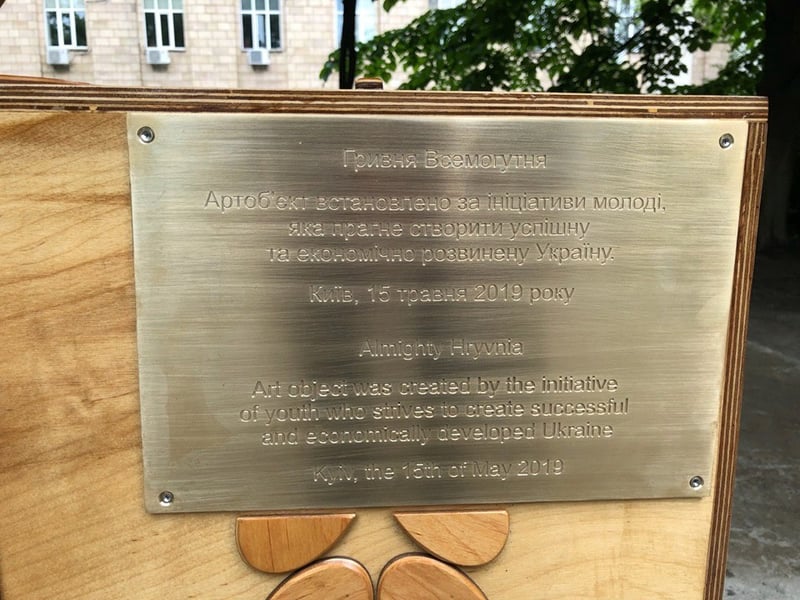 Гривня Всемогутня
Артоб'єкт встановлено за ініціативи молоді,
яка прагне створити успішну
та економічно розвинену Україну.
Київ, 15 травня 2019 року
Almighty Hryvnia
Art object was created by the initiative
of youth who strives to create successful
and economically developed Ukraine
Kyiv, the 15th of May 2019